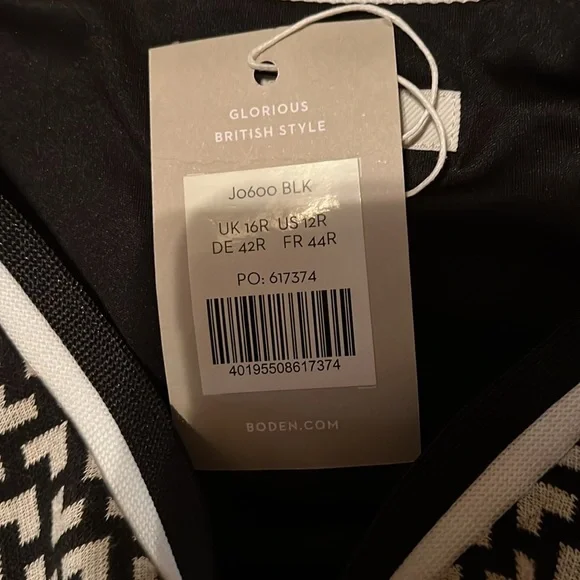 GLORIOUS
BRITISH STYLE
J0600 BLK
UK 16R US 12R
DE 42R FR 44R
PO: 617374
40195508617374
BODEN.COM